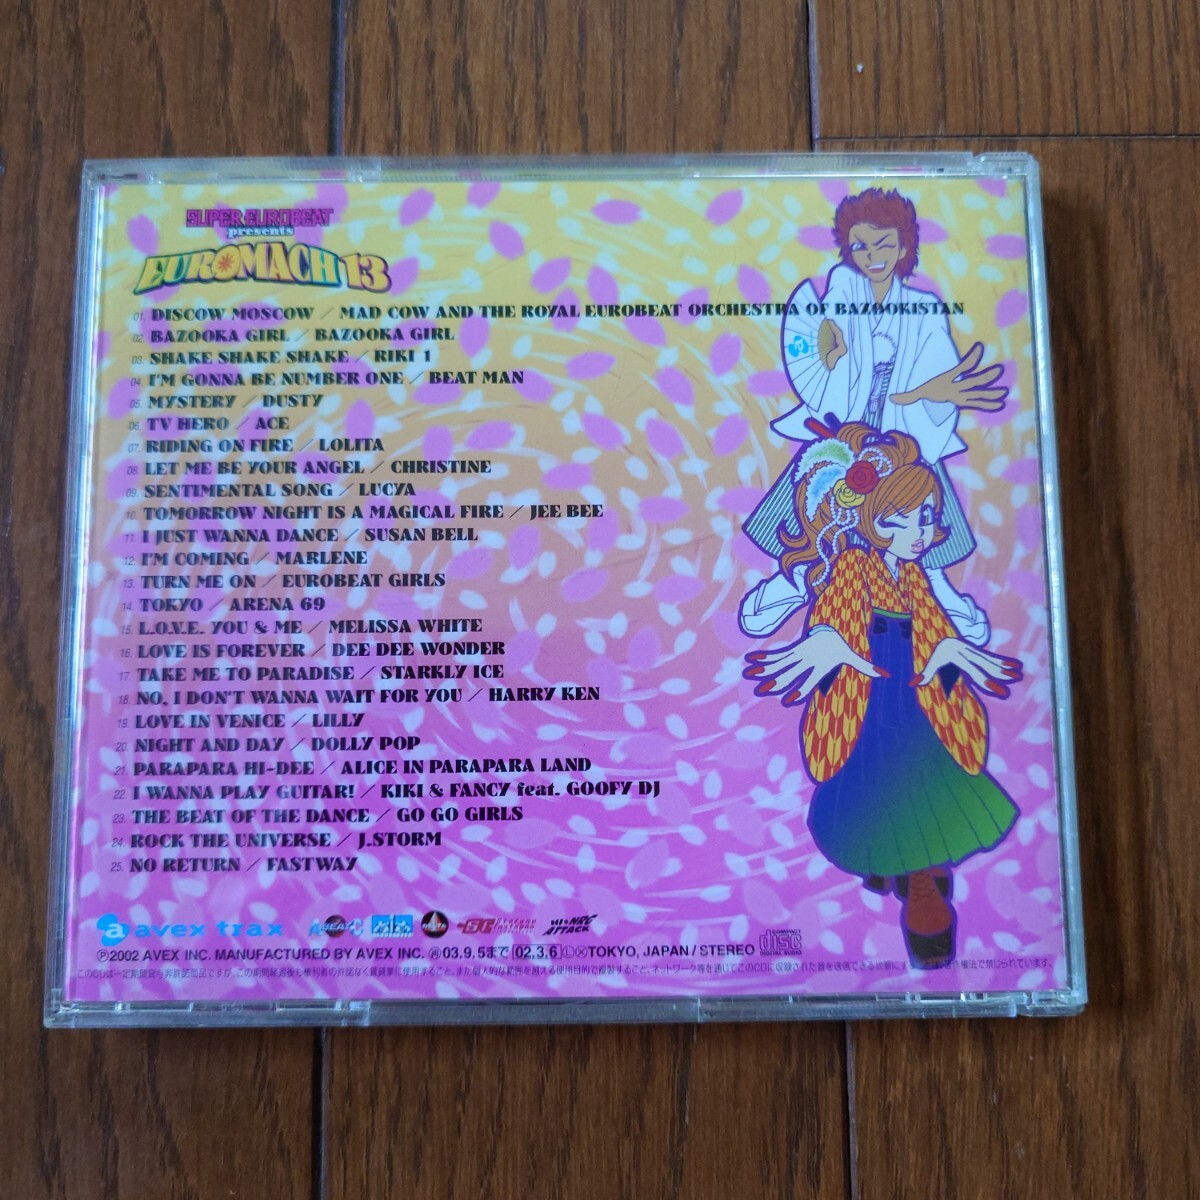 SUPER EUROBEAT
presents
EUROMACH 13
01. DISCOW MOSCOW / MAD COW AND THE ROYAL EUROBEAT ORCHESTRA OF BAZOOKISTAN
02. BAZOOKA GIRL / BAZOOKA GIRL
03. SHAKE SHAKE SHAKE / RIKI 1
04. I'M GONNA BE NUMBER ONE / BEAT MAN
05. MYSTERY / DUSTY
06. TV HERO / ACE
07. RIDING ON FIRE / LOLITA
08. LET ME BE YOUR ANGEL / CHRISTINE
09. SENTIMENTAL SONG / LUCYA
10. TOMORROW NIGHT IS A MAGICAL FIRE / JEE BEE
11. I JUST WANNA DANCE / SUSAN BELL
12. I'M COMING / MARLENE
13. TURN ME ON / EUROBEAT GIRLS
14. TOKYO / ARENA 69
15. L.O.V.E. YOU & ME / MELISSA WHITE
16. LOVE IS FOREVER / DEE DEE WONDER
17. TAKE ME TO PARADISE / STARKLY ICE
18. NO, I DON'T WANNA WAIT FOR YOU / HARRY KEN
19. LOVE IN VENICE / LILLY
20. NIGHT AND DAY / DOLLY POP
21. PARAPARA HI-DEE / ALICE IN PARAPARA LAND
22. I WANNA PLAY GUITAR! / KIKI & FANCY feat. GOOFY DJ
23. THE BEAT OF THE DANCE / GO GO GIRLS
24. ROCK THE UNIVERSE / J.STORM
25. NO RETURN / FASTWAY
a avex trax HI-NRG ATTACK
Ⓟ2002 AVEX INC. MANUFACTURED BY AVEX INC. Ⓡ03.9.5まで 02.3.6 Ⓛ Ⓧ TOKYO, JAPAN / STEREO COMPACT disc DIGITAL AUDIO